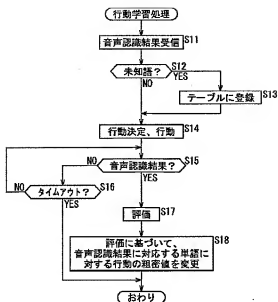 行動学習処理
音声認識結果受信 S11
未知語? S12
YES
NO
テーブルに登録 S13
行動決定、行動 S14
音声認識結果? S15
NO
YES
タイムアウト? S16
NO
YES
評価 S17
評価に基づいて、
音声認識結果に対応する単語に
対する行動の粗密値を変更 S18
おわり